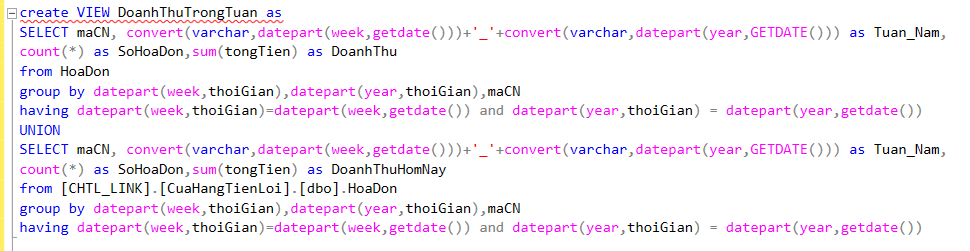 create VIEW DoanhThuTrongTuan as
SELECT maCN, convert(varchar,datepart(week,getdate()))+'_'+convert(varchar,datepart(year,GETDATE())) as Tuan_Nam,
count(*) as SoHoaDon,sum(tongTien) as DoanhThu
from HoaDon
group by datepart(week,thoiGian),datepart(year,thoiGian),maCN
having datepart(week,thoiGian)=datepart(week,getdate()) and datepart(year,thoiGian) = datepart(year,getdate())
UNION
SELECT maCN, convert(varchar,datepart(week,getdate()))+'_'+convert(varchar,datepart(year,GETDATE())) as Tuan_Nam,
count(*) as SoHoaDon,sum(tongTien) as DoanhThuHomNay
from [CHTL_LINK].[CuaHangTienLoi].[dbo].HoaDon
group by datepart(week,thoiGian),datepart(year,thoiGian),maCN
having datepart(week,thoiGian)=datepart(week,getdate()) and datepart(year,thoiGian) = datepart(year,getdate())